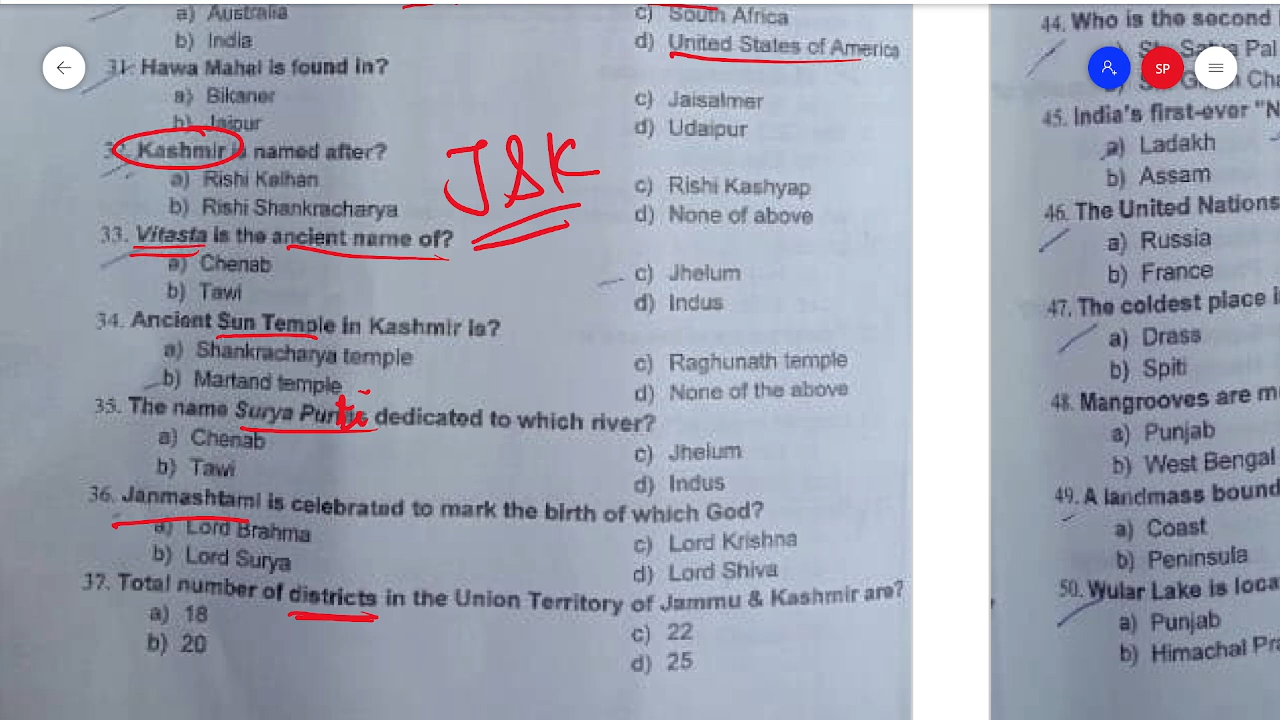 a) Australia
c) South Africa
b) India
d) United States of America
31. Hawa Mahal is found in?
a) Bikaner
c) Jaisalmer
b) Jaipur
d) Udaipur
Kashmir is named after?
J&K
a) Rishi Kalhan
c) Rishi Kashyap
b) Rishi Shankracharya
d) None of above
33. Vitasta is the ancient name of?
a) Chenab
c) Jhelum
b) Tawi
d) Indus
34. Ancient Sun Temple in Kashmir is?
a) Shankracharya temple
c) Raghunath temple
b) Martand temple
d) None of the above
35. The name Surya Purti is dedicated to which river?
a) Chenab
c) Jhelum
b) Tawi
d) Indus
36. Janmashtami is celebrated to mark the birth of which God?
a) Lord Brahma
c) Lord Krishna
b) Lord Surya
d) Lord Shiva
37. Total number of districts in the Union Territory of Jammu & Kashmir are?
a) 18
c) 22
b) 20
d) 25
44. Who is the second
Pal
SP
45. India's first-ever "N
a) Ladakh
b) Assam
46. The United Nations
a) Russia
b) France
47. The coldest place i
a) Drass
b) Spiti
48. Mangrooves are m
a) Punjab
b) West Bengal
49. A landmass bound
a) Coast
b) Peninsula
50. Wular Lake is loca
a) Punjab
b) Himachal Pra